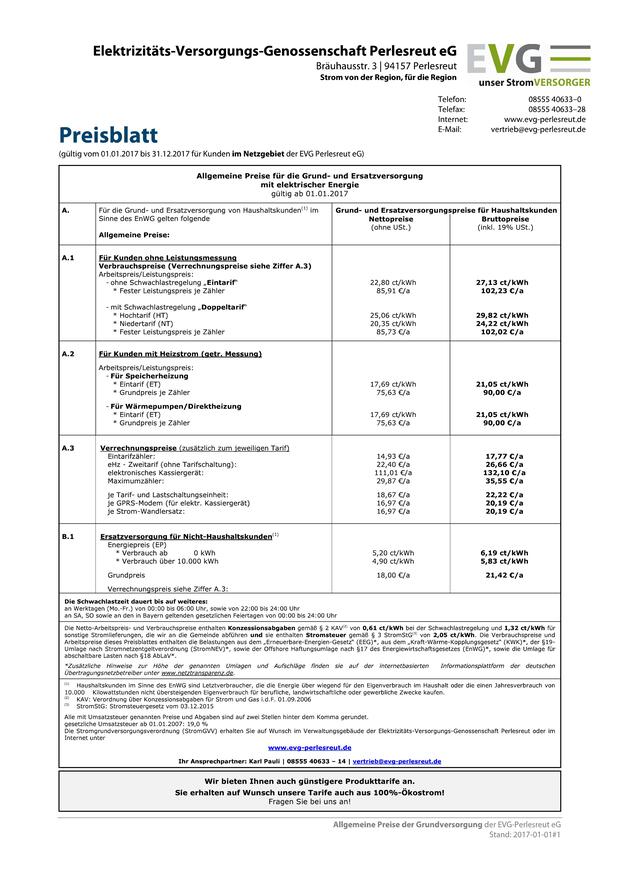 Elektrizitäts-Versorgungs-Genossenschaft Perlesreut eG
Bräuhausstr. 3 | 94157 Perlesreut
Strom von der Region, für die Region
EVG
unser StromVERSORGER
Telefon: 08555 40633–0
Telefax: 08555 40633–28
Internet: www.evg-perlesreut.de
E-Mail: vertrieb@evg-perlesreut.de
Preisblatt
(gültig vom 01.01.2017 bis 31.12.2017 für Kunden im Netzgebiet der EVG Perlesreut eG)
Allgemeine Preise für die Grund- und Ersatzversorgung
mit elektrischer Energie
gültig ab 01.01.2017
A. Für die Grund- und Ersatzversorgung von Haushaltskunden(1) im Grund- und Ersatzversorgungspreise für Haushaltskunden
Sinne des EnWG gelten folgende Nettopreise Bruttopreise
(ohne USt.) (inkl. 19% USt.)
Allgemeine Preise:
A.1 Für Kunden ohne Leistungsmessung
Verbrauchspreise (Verrechnungspreise siehe Ziffer A.3)
Arbeitspreis/Leistungspreis:
- ohne Schwachlastregelung „Eintarif“ 22,80 ct/kWh 27,13 ct/kWh
* Fester Leistungspreis je Zähler 85,91 €/a 102,23 €/a
- mit Schwachlastregelung „Doppeltarif“
* Hochtarif (HT) 25,06 ct/kWh 29,82 ct/kWh
* Niedertarif (NT) 20,35 ct/kWh 24,22 ct/kWh
* Fester Leistungspreis je Zähler 85,73 €/a 102,02 €/a
A.2 Für Kunden mit Heizstrom (getr. Messung)
Arbeitspreis/Leistungspreis:
- Für Speicherheizung
* Eintarif (ET) 17,69 ct/kWh 21,05 ct/kWh
* Grundpreis je Zähler 75,63 €/a 90,00 €/a
- Für Wärmepumpen/Direktheizung
* Eintarif (ET) 17,69 ct/kWh 21,05 ct/kWh
* Grundpreis je Zähler 75,63 €/a 90,00 €/a
A.3 Verrechnungspreise (zusätzlich zum jeweiligen Tarif)
Eintarifzähler: 14,93 €/a 17,77 €/a
eHz - Zweitarif (ohne Tarifschaltung): 22,40 €/a 26,66 €/a
elektronisches Kassiergerät: 111,01 €/a 132,10 €/a
Maximumzähler: 29,87 €/a 35,55 €/a
je Tarif- und Lastschaltungseinheit: 18,67 €/a 22,22 €/a
je GPRS-Modem (für elektr. Kassiergerät) 16,97 €/a 20,19 €/a
je Strom-Wandlersatz: 16,97 €/a 20,19 €/a
B.1 Ersatzversorgung für Nicht-Haushaltskunden(1)
Energiepreis (EP)
* Verbrauch ab 0 kWh 5,20 ct/kWh 6,19 ct/kWh
* Verbrauch über 10.000 kWh 4,90 ct/kWh 5,83 ct/kWh
Grundpreis 18,00 €/a 21,42 €/a
Verrechnungspreis siehe Ziffer A.3:
Die Schwachlastzeit dauert bis auf weiteres:
an Werktagen (Mo.-Fr.) von 00:00 bis 06:00 Uhr, sowie von 22:00 bis 24:00 Uhr
an SA, SO sowie an den in Bayern geltenden gesetzlichen Feiertagen von 00:00 bis 24:00 Uhr
Die Netto-Arbeitspreis- und Verbrauchspreise enthalten Konzessionsabgaben gemäß § 2 KAV(2) von 0,61 ct/kWh bei der Schwachlastregelung und 1,32 ct/kWh für
sonstige Stromlieferungen, die wir an die Gemeinde abführen und sie enthalten Stromsteuer gemäß § 3 StromStG(3) von 2,05 ct/kWh. Die Verbrauchspreise und
Arbeitspreise dieses Preisblattes enthalten die Belastungen aus dem „Erneuerbare-Energien-Gesetz“ (EEG)*, aus dem „Kraft-Wärme-Kopplungsgesetz“ (KWK)*, der §19-
Umlage nach Stromnetzentgeltverordnung (StromNEV)*, sowie der Offshore Haftungsumlage nach §17 des Energiewirtschaftsgesetzes (EnWG)*, sowie die Umlage für
abschaltbare Lasten nach §18 AbLaV*.
*Zusätzliche Hinweise zur Höhe der genannten Umlagen und Aufschläge finden sie auf der internetbasierten Informationsplattform der deutschen
Übertragungsnetzbetreiber unter www.netztransparenz.de.
(1) Haushaltskunden im Sinne des EnWG sind Letztverbraucher, die die Energie über wiegend für den Eigenverbrauch im Haushalt oder die einen Jahresverbrauch von
10.000 Kilowattstunden nicht übersteigenden Eigenverbrauch für berufliche, landwirtschaftliche oder gewerbliche Zwecke kaufen.
(2) KAV: Verordnung über Konzessionsabgaben für Strom und Gas i.d.F. 01.09.2006
(3) StromStG: Stromsteuergesetz vom 03.12.2015
Alle mit Umsatzsteuer genannten Preise und Abgaben sind auf zwei Stellen hinter dem Komma gerundet.
gesetzliche Umsatzsteuer ab 01.01.2007: 19,0 %
Die Stromgrundversorgungsverordnung (StromGVV) erhalten Sie auf Wunsch im Verwaltungsgebäude der Elektrizitäts-Versorgungs-Genossenschaft Perlesreut oder im
Internet unter
www.evg-perlesreut.de
Ihr Ansprechpartner: Karl Pauli | 08555 40633 – 14 | vertrieb@evg-perlesreut.de
Wir bieten Ihnen auch günstigere Produkttarife an.
Sie erhalten auf Wunsch unsere Tarife auch aus 100%-Ökostrom!
Fragen Sie bei uns an!
Allgemeine Preise der Grundversorgung der EVG-Perlesreut eG
Stand: 2017-01-01#1